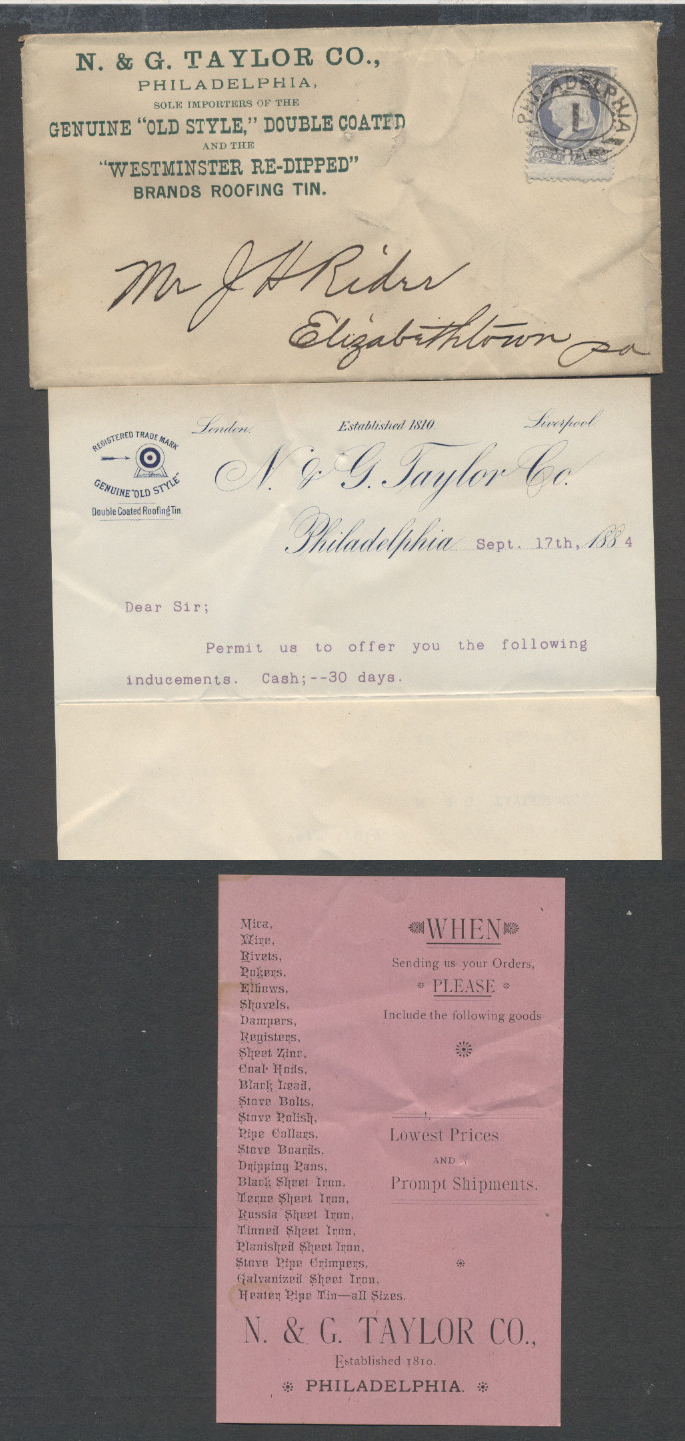 N. & G. TAYLOR CO.,
PHILADELPHIA,
SOLE IMPORTERS OF THE
GENUINE "OLD STYLE," DOUBLE COATED
AND THE
"WESTMINSTER RE-DIPPED"
BRANDS ROOFING TIN.
PHILADELPHIA
1
Mr J H Rider
Elizabethtown
Pa
REGISTERED TRADE MARK
GENUINE "OLD STYLE"
Double Coated Roofing Tin
London.
Established 1810.
Liverpool.
N. & G. Taylor Co.
Philadelphia Sept. 17th, 1884
Dear Sir;
Permit us to offer you the following
inducements. Cash;--30 days.
Mica,
Wire,
Rivets,
Pokers,
Elbows,
Shovels,
Dampers,
Registers,
Sheet Zinc,
Coal Hods,
Black Lead,
Stove Bolts,
Stove Polish,
Pipe Collars,
Stove Boards,
Dripping Pans,
Black Sheet Iron,
Terne Sheet Iron,
Russia Sheet Iron,
Tinned Sheet Iron,
Planished Sheet Iron,
Stove Pipe Crimpers,
Galvanized Sheet Iron,
Heater Pipe Tin—all Sizes.
WHEN
Sending us your Orders,
PLEASE
Include the following goods
Lowest Prices
AND
Prompt Shipments.
N. & G. TAYLOR CO.,
Established 1810.
PHILADELPHIA.